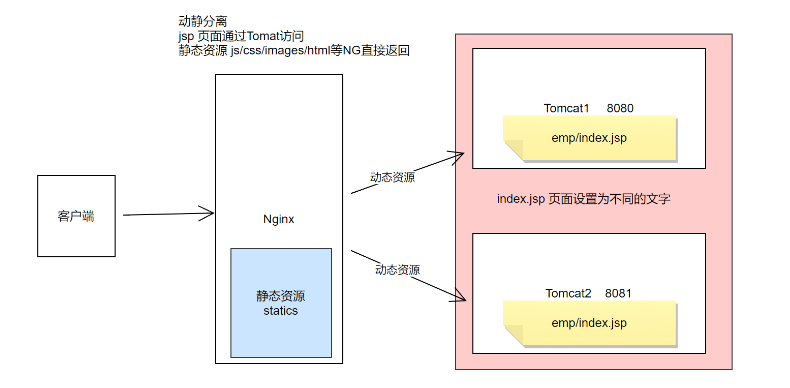 动静分离
jsp 页面通过Tomat访问
静态资源 js/css/images/html等NG直接返回
客户端
Nginx
静态资源
statics
动态资源
动态资源
Tomcat1 8080
emp/index.jsp
index.jsp 页面设置为不同的文字
Tomcat2 8081
emp/index.jsp